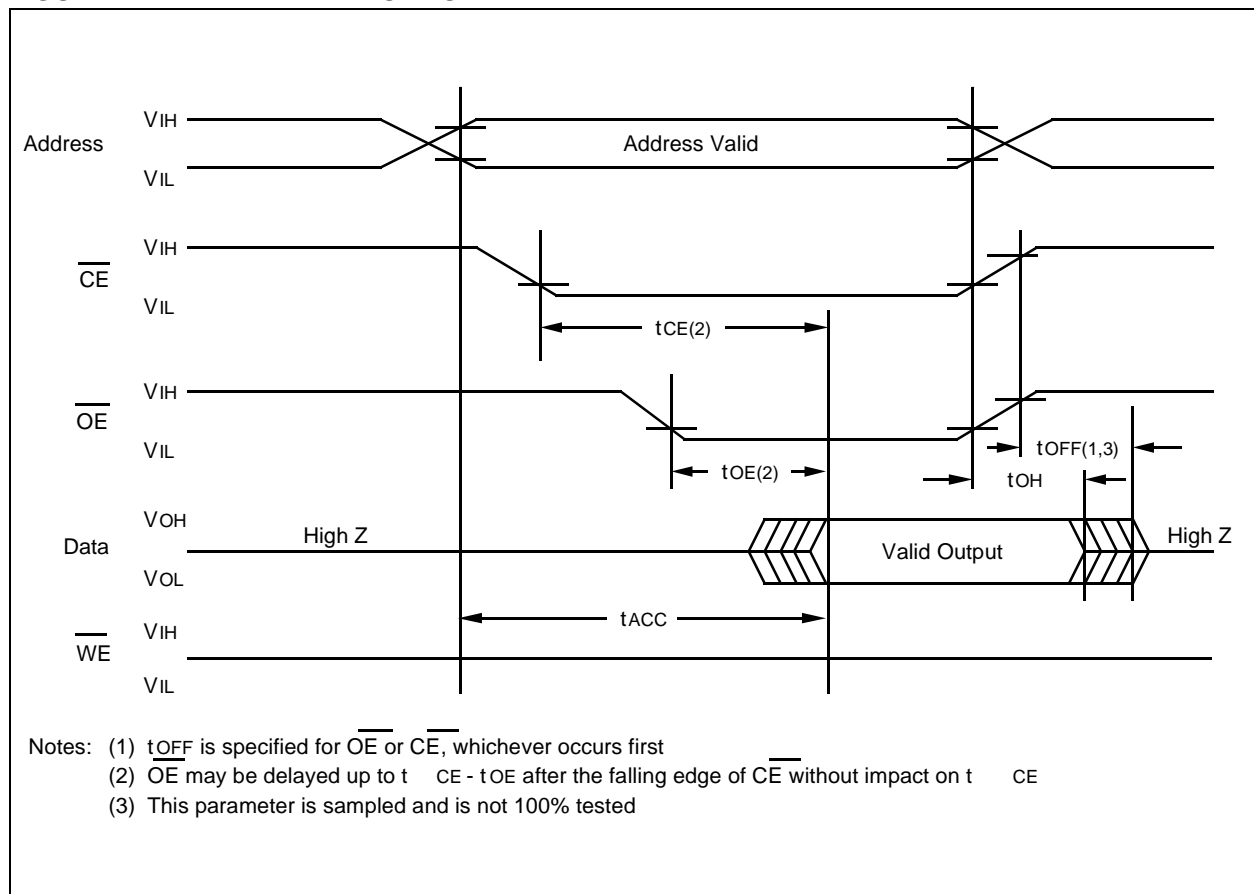 VIH
Address
Address Valid
VIL
VIH
CE
VIL
tCE(2)
VIH
OE
VIL
tOFF(1,3)
tOE(2)
tOH
VOH
High Z
Data
Valid Output
High Z
VOL
tACC
VIH
WE
VIL
Notes: (1) tOFF is specified for OE or CE, whichever occurs first
(2) OE may be delayed up to t CE - tOE after the falling edge of CE without impact on t CE
(3) This parameter is sampled and is not 100% tested